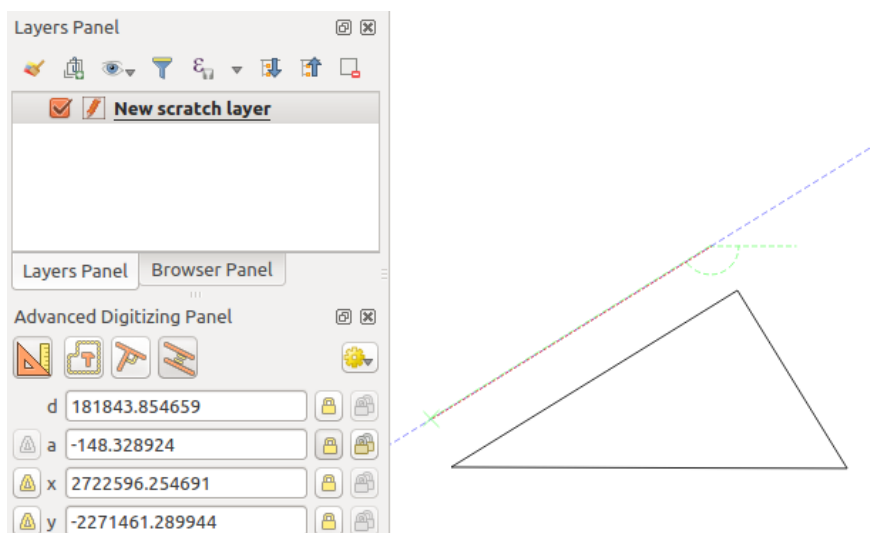 Layers Panel
New scratch layer
Layers Panel Browser Panel
Advanced Digitizing Panel
d 181843.854659
a -148.328924
x 2722596.254691
y -2271461.289944